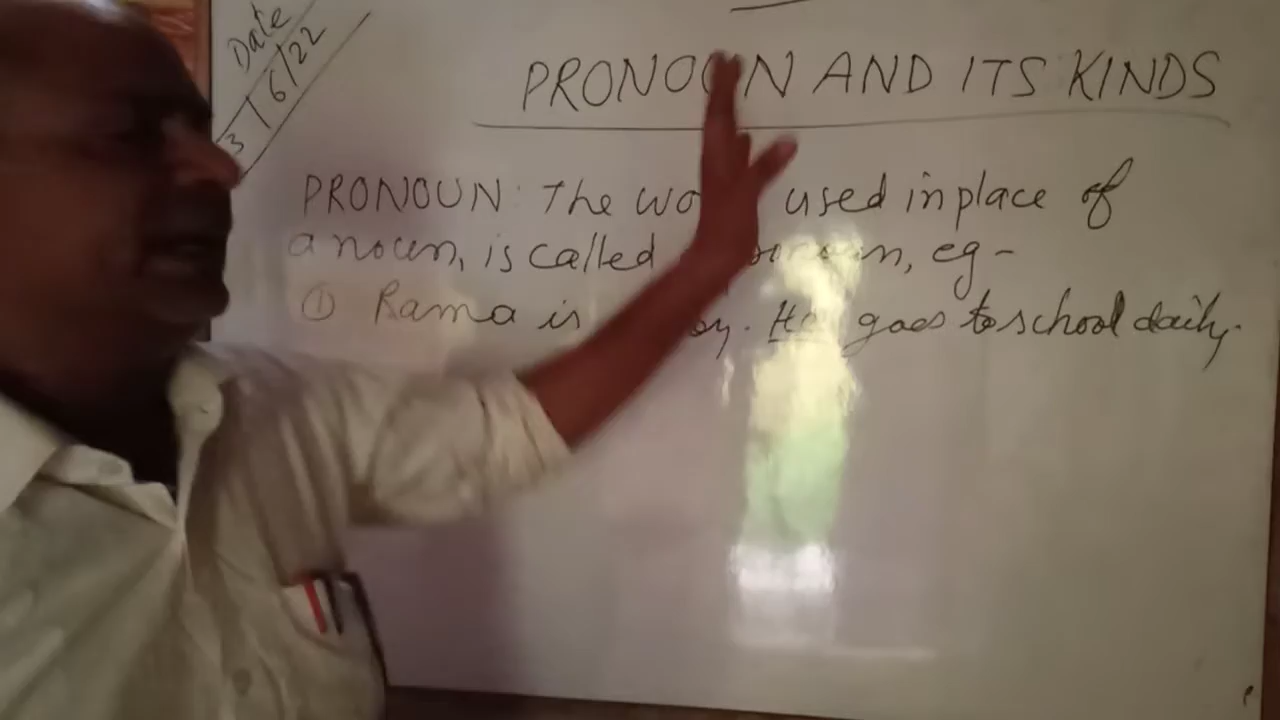 Date
3/6/22
PRONOUN AND ITS KINDS
PRONOUN: The used in place of
a noun, is called eg-
① Rama is He goes to school daily.